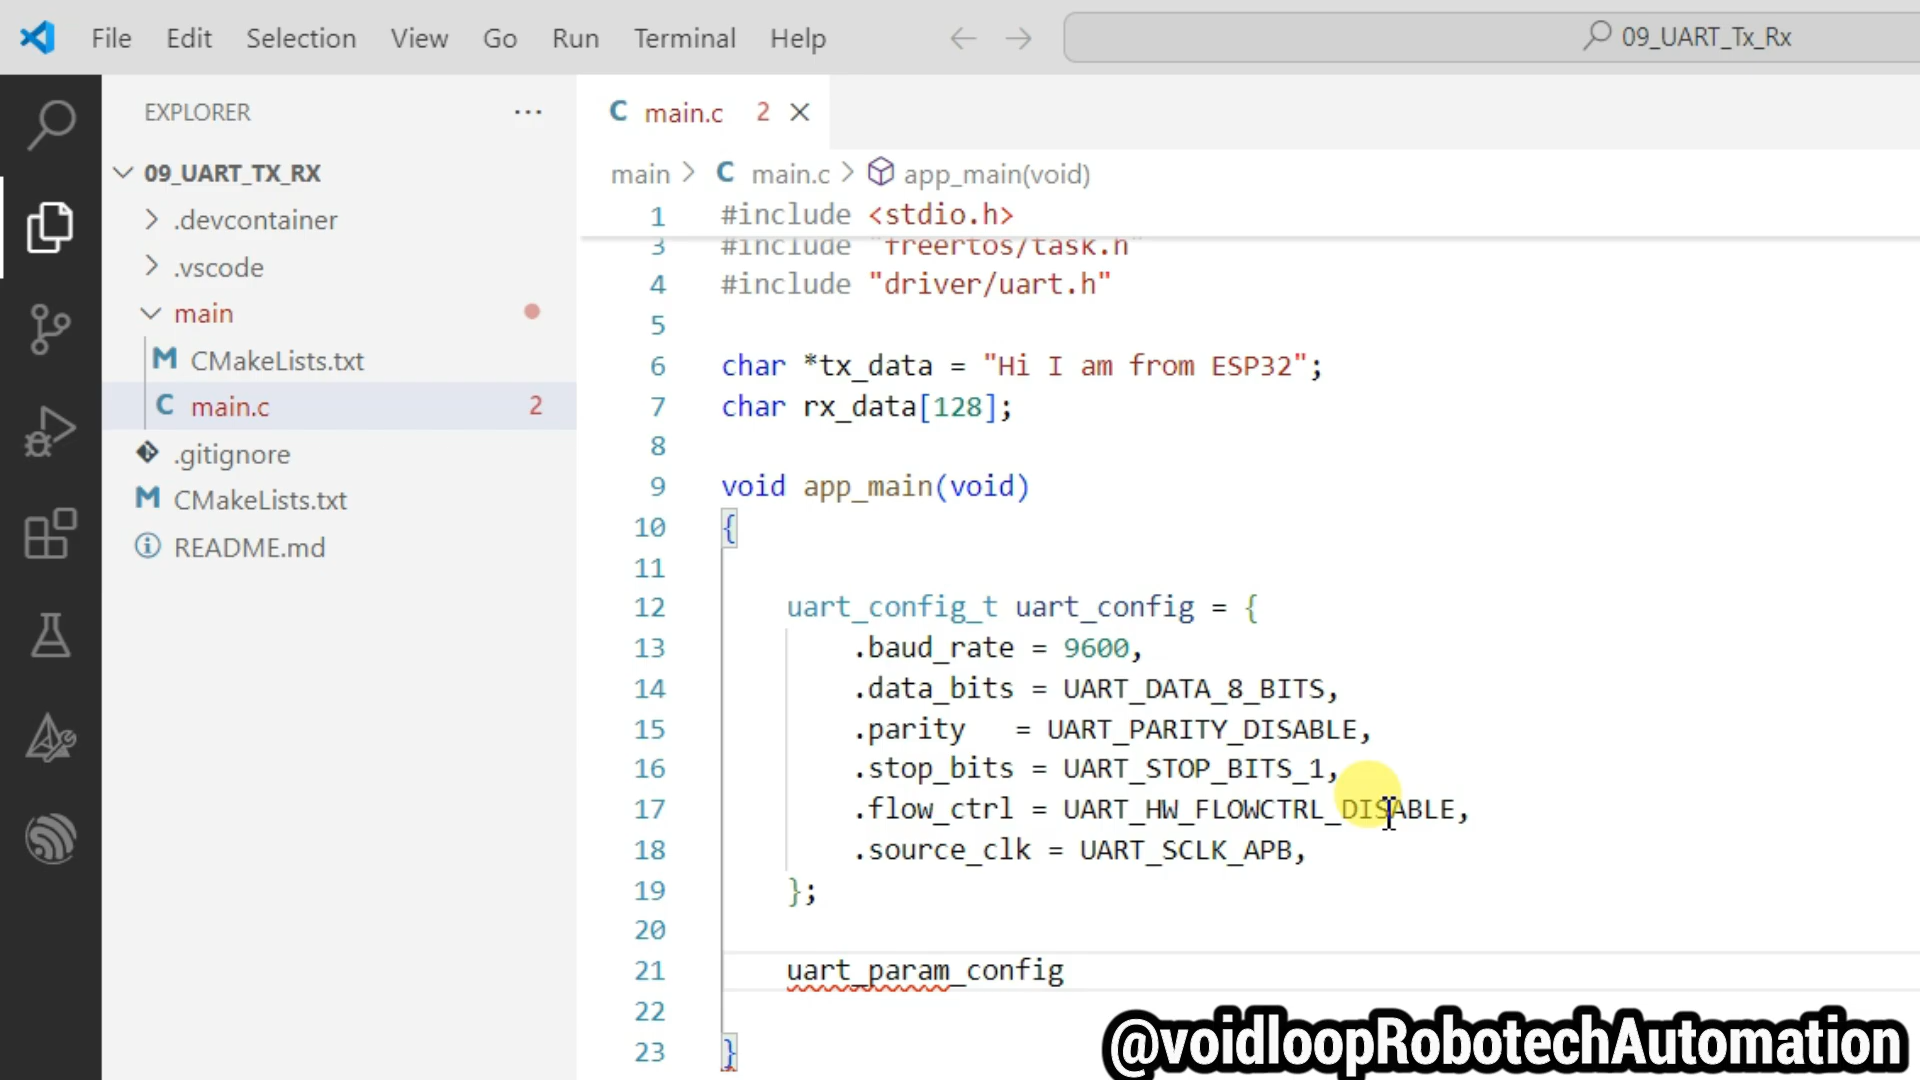 File Edit Selection View Go Run Terminal Help 09_UART_Tx_Rx
EXPLORER ...
09_UART_TX_RX
.devcontainer
.vscode
main
CMakeLists.txt
C main.c 2
.gitignore
CMakeLists.txt
README.md
C main.c 2
main > C main.c > app_main(void)
1 #include <stdio.h>
3 #include "freertos/task.h"
4 #include "driver/uart.h"
5
6 char *tx_data = "Hi I am from ESP32";
7 char rx_data[128];
8
9 void app_main(void)
10 {
11
12 uart_config_t uart_config = {
13 .baud_rate = 9600,
14 .data_bits = UART_DATA_8_BITS,
15 .parity   = UART_PARITY_DISABLE,
16 .stop_bits = UART_STOP_BITS_1,
17 .flow_ctrl = UART_HW_FLOWCTRL_DISABLE,
18 .source_clk = UART_SCLK_APB,
19 };
20
21 uart_param_config
22
23 }
@voidloopRobotechAutomation